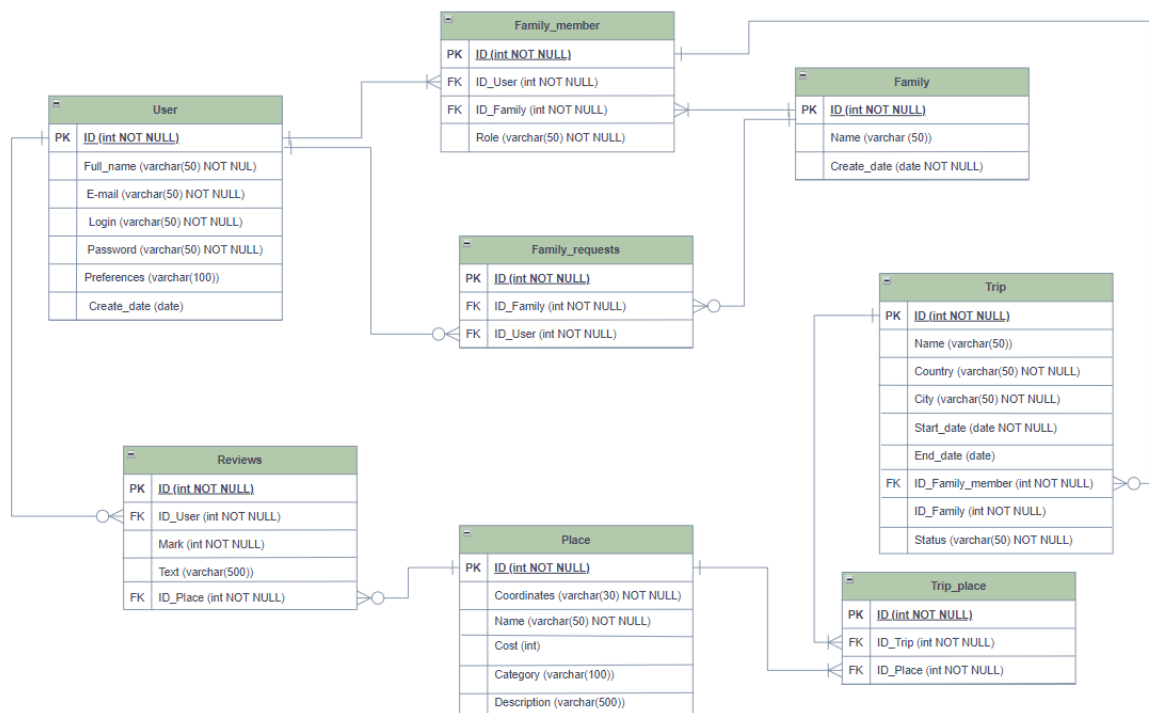 Family_member
PK ID (int NOT NULL)
FK ID_User (int NOT NULL)
FK ID_Family (int NOT NULL)
Role (varchar(50) NOT NULL)
Family
PK ID (int NOT NULL)
Name (varchar (50))
Create_date (date NOT NULL)
User
PK ID (int NOT NULL)
Full_name (varchar(50) NOT NUL)
E-mail (varchar(50) NOT NULL)
Login (varchar(50) NOT NULL)
Password (varchar(50) NOT NULL)
Preferences (varchar(100))
Create_date (date)
Family_requests
PK ID (int NOT NULL)
FK ID_Family (int NOT NULL)
FK ID_User (int NOT NULL)
Trip
PK ID (int NOT NULL)
Name (varchar(50))
Country (varchar(50) NOT NULL)
City (varchar(50) NOT NULL)
Start_date (date NOT NULL)
End_date (date)
FK ID_Family_member (int NOT NULL)
ID_Family (int NOT NULL)
Status (varchar(50) NOT NULL)
Reviews
PK ID (int NOT NULL)
FK ID_User (int NOT NULL)
Mark (int NOT NULL)
Text (varchar(500))
FK ID_Place (int NOT NULL)
Place
PK ID (int NOT NULL)
Coordinates (varchar(30) NOT NULL)
Name (varchar(50) NOT NULL)
Cost (int)
Category (varchar(100))
Description (varchar(500))
Trip_place
PK ID (int NOT NULL)
FK ID_Trip (int NOT NULL)
FK ID_Place (int NOT NULL)